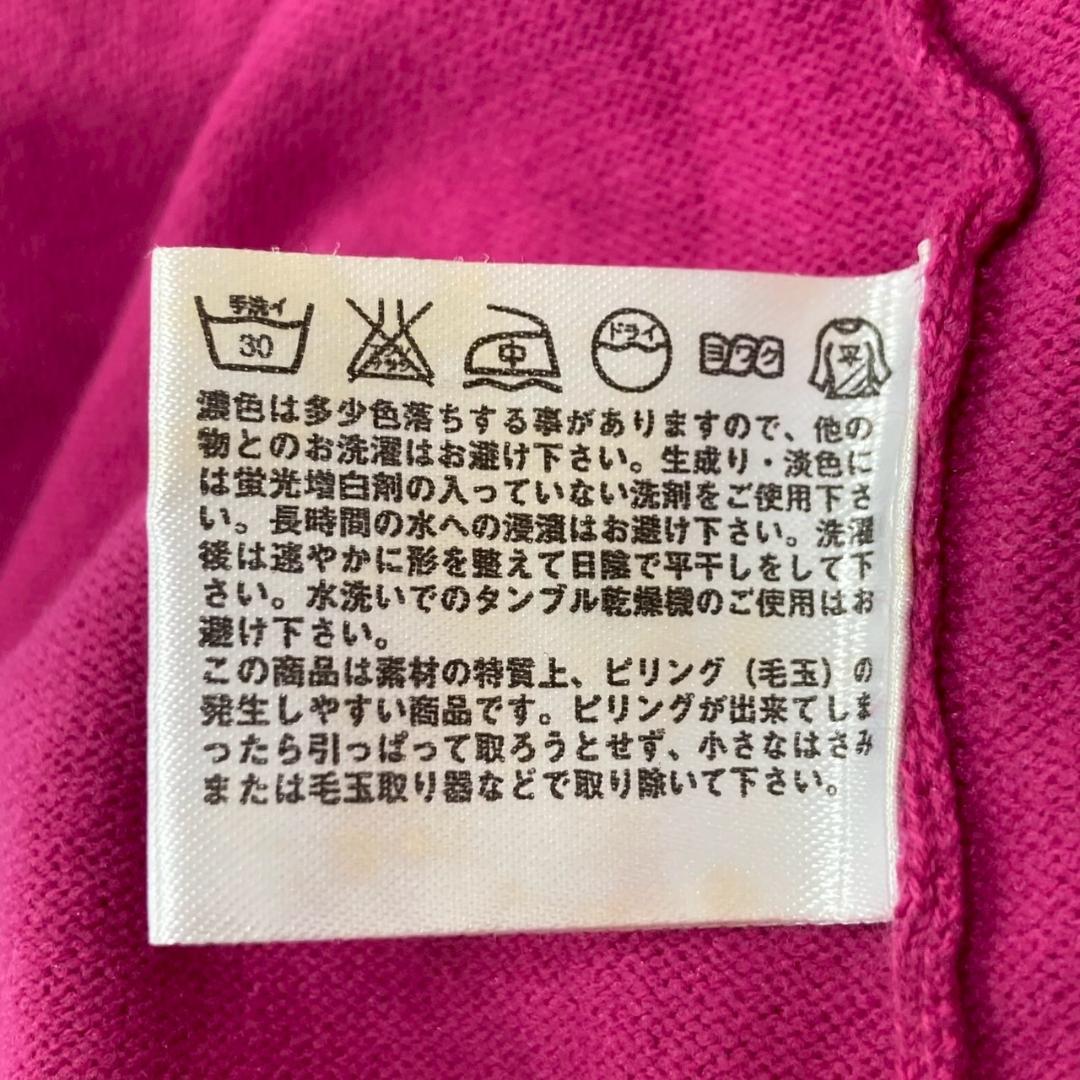 手洗イ 30 エンソサラシ 中 ドライ ヨワク 平
濃色は多少色落ちする事がありますので、他の
物とのお洗濯はお避け下さい。生成り・淡色に
は蛍光増白剤の入っていない洗剤をご使用下さ
い。長時間の水への浸漬はお避け下さい。洗濯
後は速やかに形を整えて日陰で平干しをして下
さい。水洗いでのタンブル乾燥機のご使用はお
避け下さい。
この商品は素材の特質上、ピリング（毛玉）の
発生しやすい商品です。ピリングが出来てしま
ったら引っぱって取ろうとせず、小さなはさみ
または毛玉取り器などで取り除いて下さい。